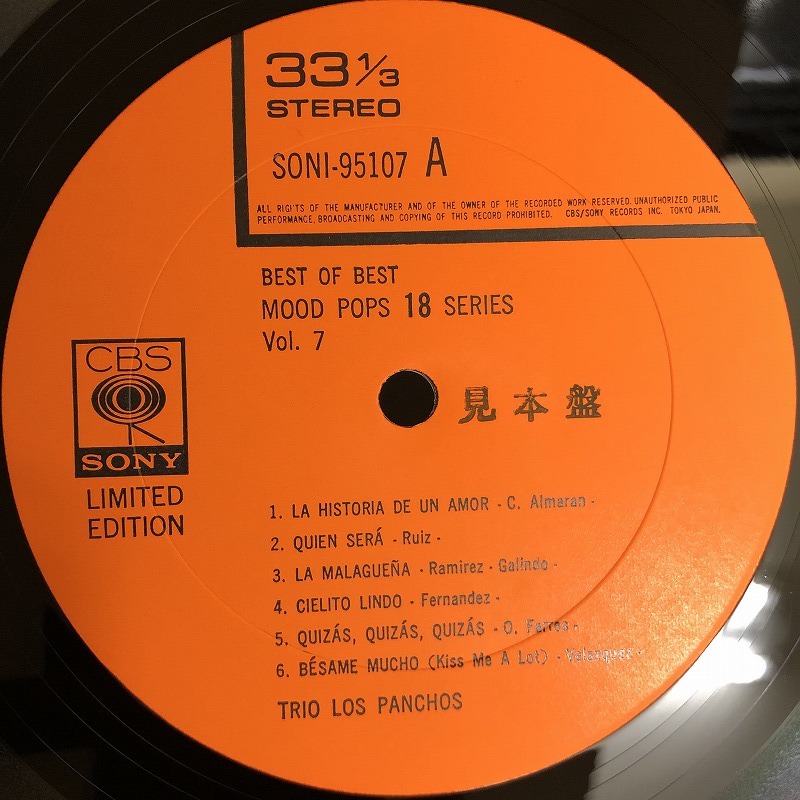 33 1/3
STEREO
SONI-95107 A
ALL RIGHTS OF THE MANUFACTURER AND OF THE OWNER OF THE RECORDED WORK RESERVED. UNAUTHORIZED PUBLIC
PERFORMANCE, BROADCASTING AND COPYING OF THIS RECORD PROHIBITED. CBS/SONY RECORDS INC. TOKYO JAPAN.
BEST OF BEST
MOOD POPS 18 SERIES
Vol. 7
CBS
SONY
LIMITED
EDITION
見本盤
1. LA HISTORIA DE UN AMOR - C. Almaran -
2. QUIEN SERÁ - Ruiz -
3. LA MALAGUEÑA - Ramirez - Galindo -
4. CIELITO LINDO - Fernandez -
5. QUIZÁS, QUIZÁS, QUIZÁS - O. Farres -
6. BÉSAME MUCHO (Kiss Me A Lot) - Velazquez -
TRIO LOS PANCHOS